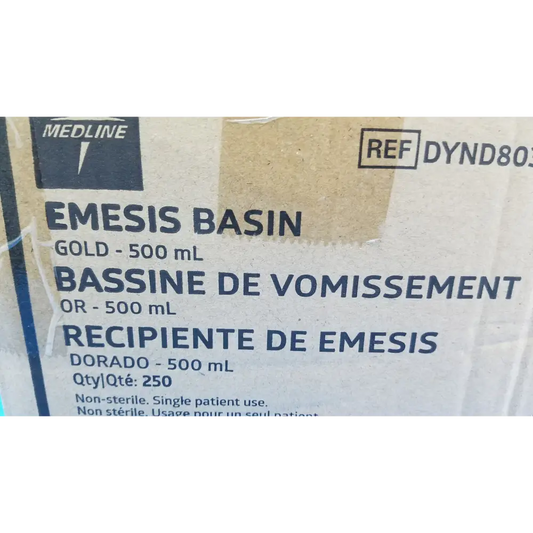 MEDLINE
REF DYND803
EMESIS BASIN
GOLD - 500 mL
BASSINE DE VOMISSEMENT
OR - 500 mL
RECIPIENTE DE EMESIS
DORADO - 500 mL
Qty|Qté: 250
Non-sterile. Single patient use.
Non stérile. Usage pour un seul patient.